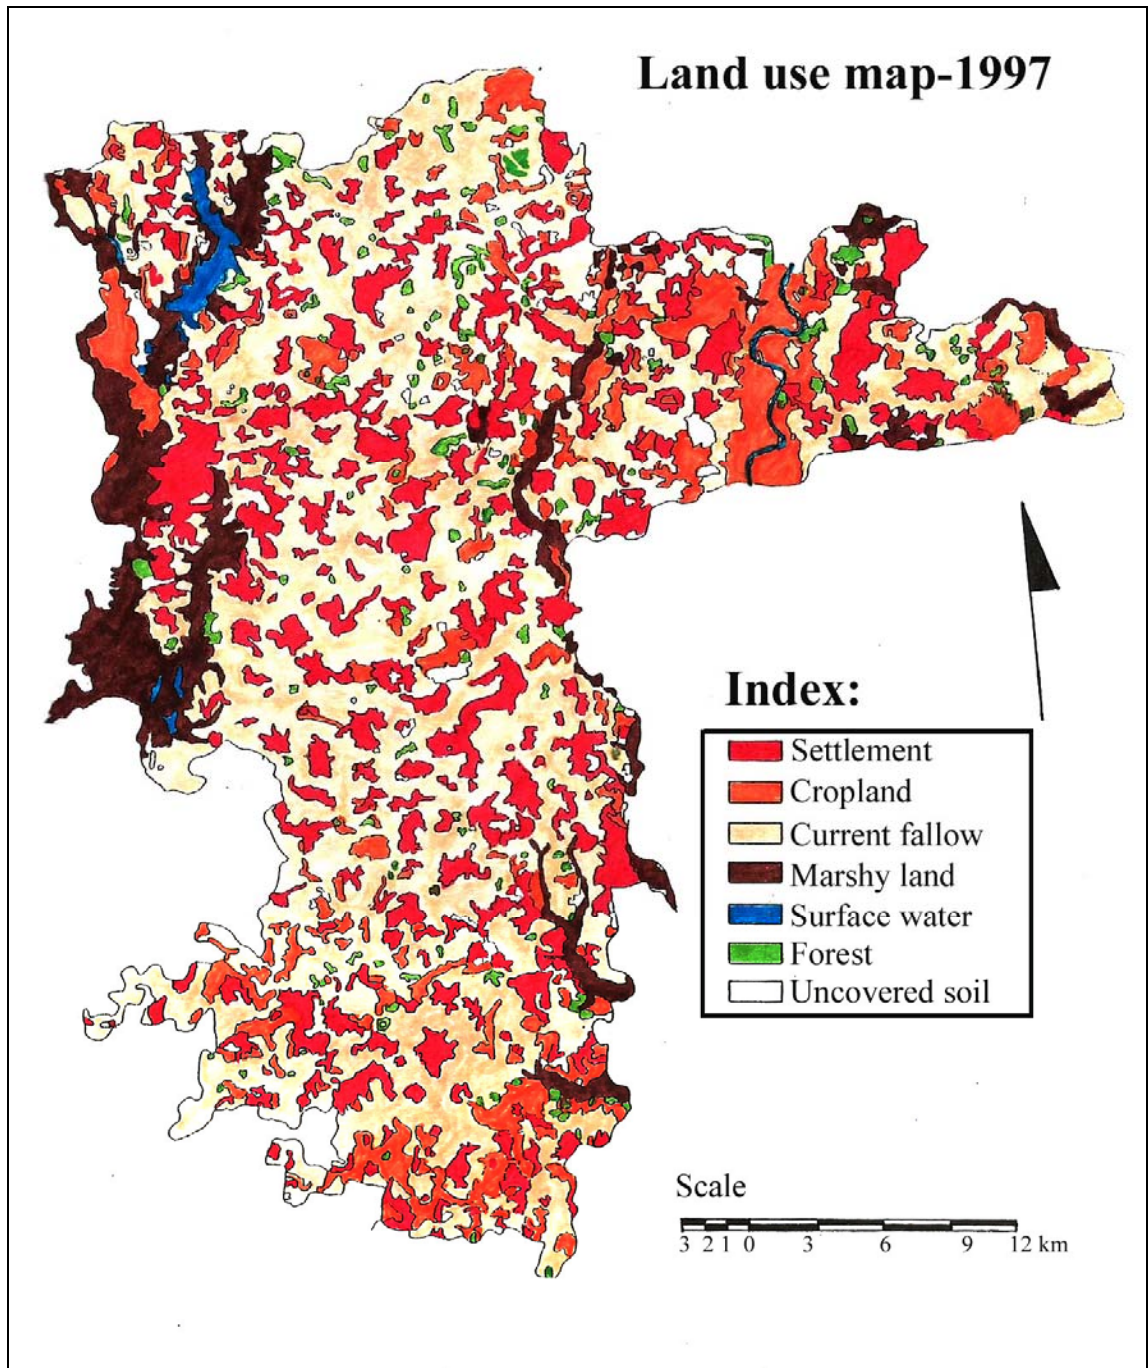 Land use map-1997
Index:
Settlement
Cropland
Current fallow
Marshy land
Surface water
Forest
Uncovered soil
Scale
3 2 1 0 3 6 9 12 km